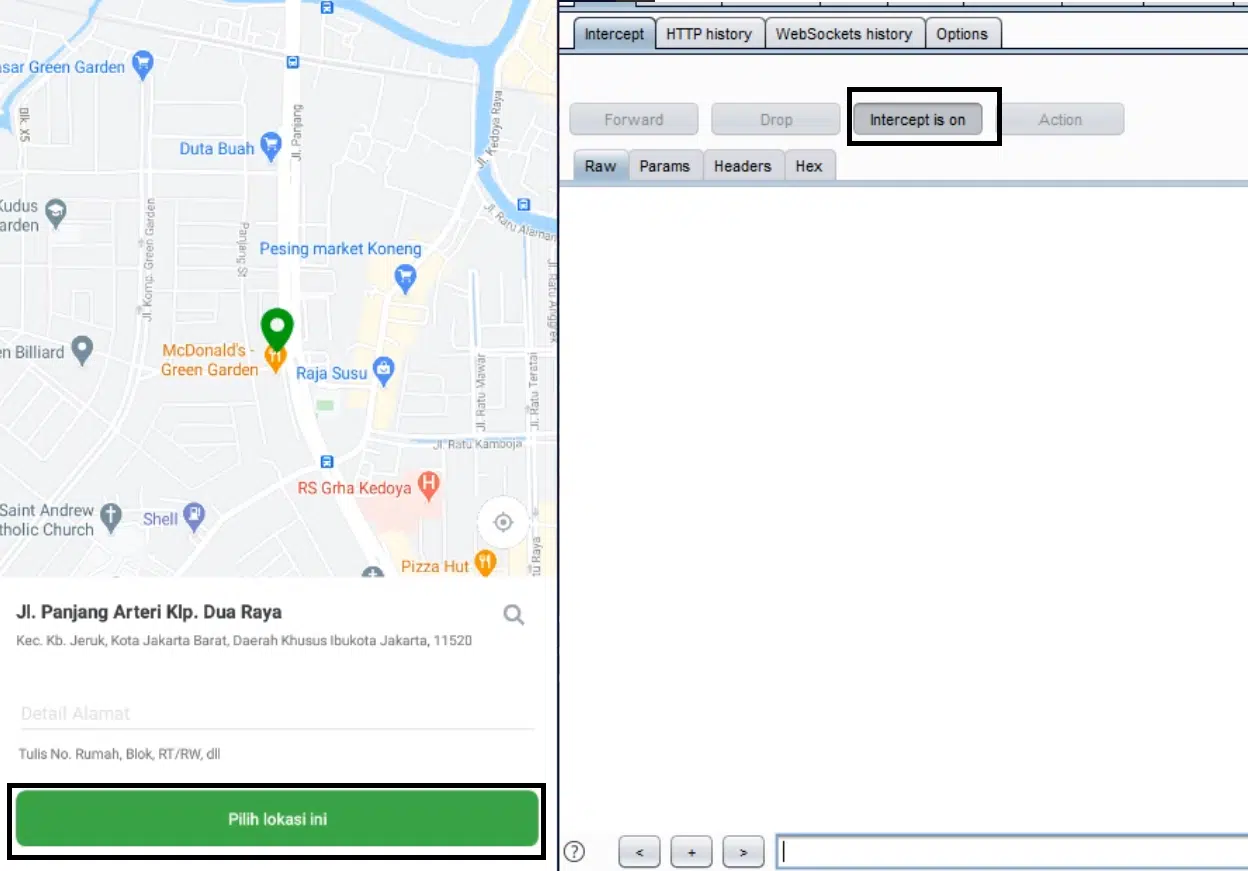 asar Green Garden
Blk. X5
Jl. Panjang
Jl. Kedoya Raya
Duta Buah
Kudus
arden
Jl. Komp. Green Garden
Panjang St
Jl. Ratu Alaman
Pesing market Koneng
Jl. Ratu Anggrek
en Billiard
McDonald's -
Green Garden
Raja Susu
Jl. Ratu Mawar
Jl. Ratu Teratai
Jl. Ratu Kamboja
RS Grha Kedoya
Saint Andrew
tholic Church
Shell
Pizza Hut
Jl. Panjang Arteri Klp. Dua Raya
Kec. Kb. Jeruk, Kota Jakarta Barat, Daerah Khusus Ibukota Jakarta, 11520
Detail Alamat
Tulis No. Rumah, Blok, RT/RW, dll
Pilih lokasi ini
Intercept HTTP history WebSockets history Options
Forward Drop Intercept is on Action
Raw Params Headers Hex
? < + >